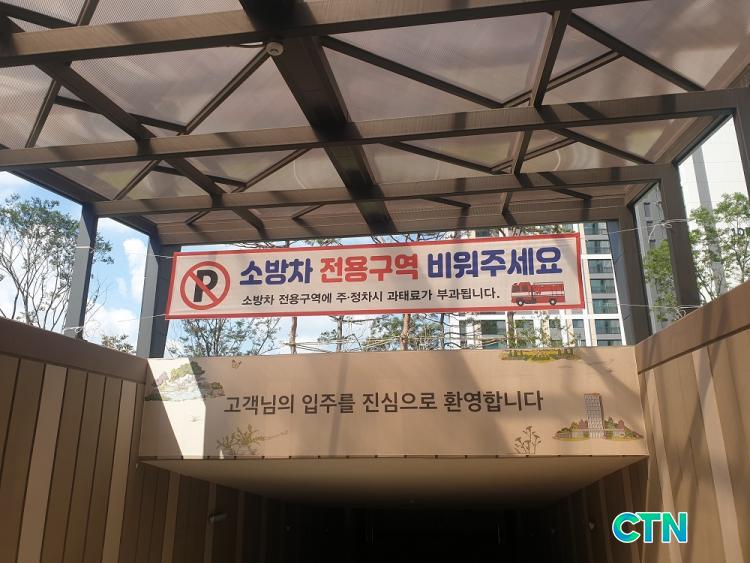 P
소방차 전용구역 비워주세요
소방차 전용구역에 주·정차시 과태료가 부과됩니다.
고객님의 입주를 진심으로 환영합니다
CTN